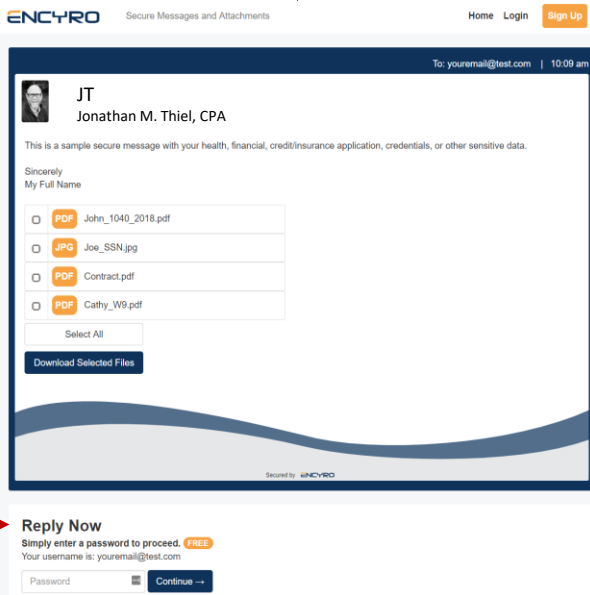 ENCYRO Secure Messages and Attachments Home Login Sign Up
To: youremail@test.com | 10:09 am
JT
Jonathan M. Thiel, CPA
This is a sample secure message with your health, financial, credit/insurance application, credentials, or other sensitive data.
Sincerely
My Full Name
PDF John_1040_2018.pdf
JPG Joe_SSN.jpg
PDF Contract.pdf
PDF Cathy_W9.pdf
Select All
Download Selected Files
Secured by ENCYRO
Reply Now
Simply enter a password to proceed. FREE
Your username is: youremail@test.com
Password Continue →